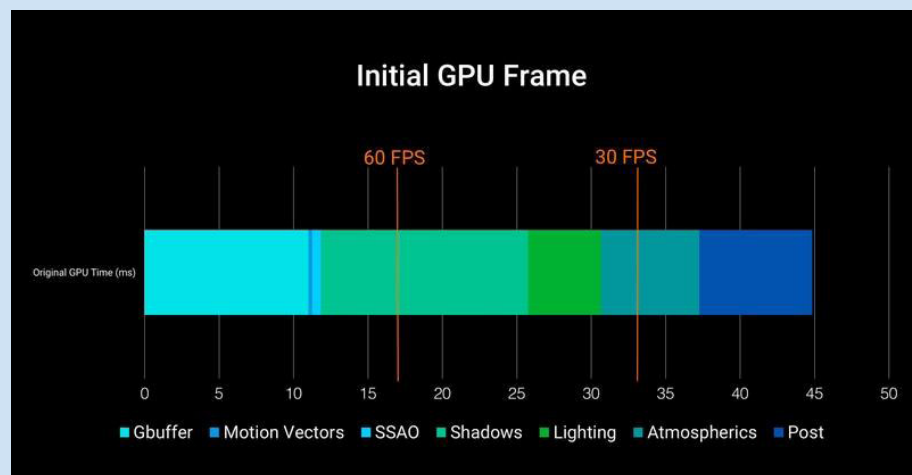 Initial GPU Frame
60 FPS 30 FPS
Original GPU Time (ms)
0 5 10 15 20 25 30 35 40 45 50
Gbuffer Motion Vectors SSAO Shadows Lighting Atmospherics Post